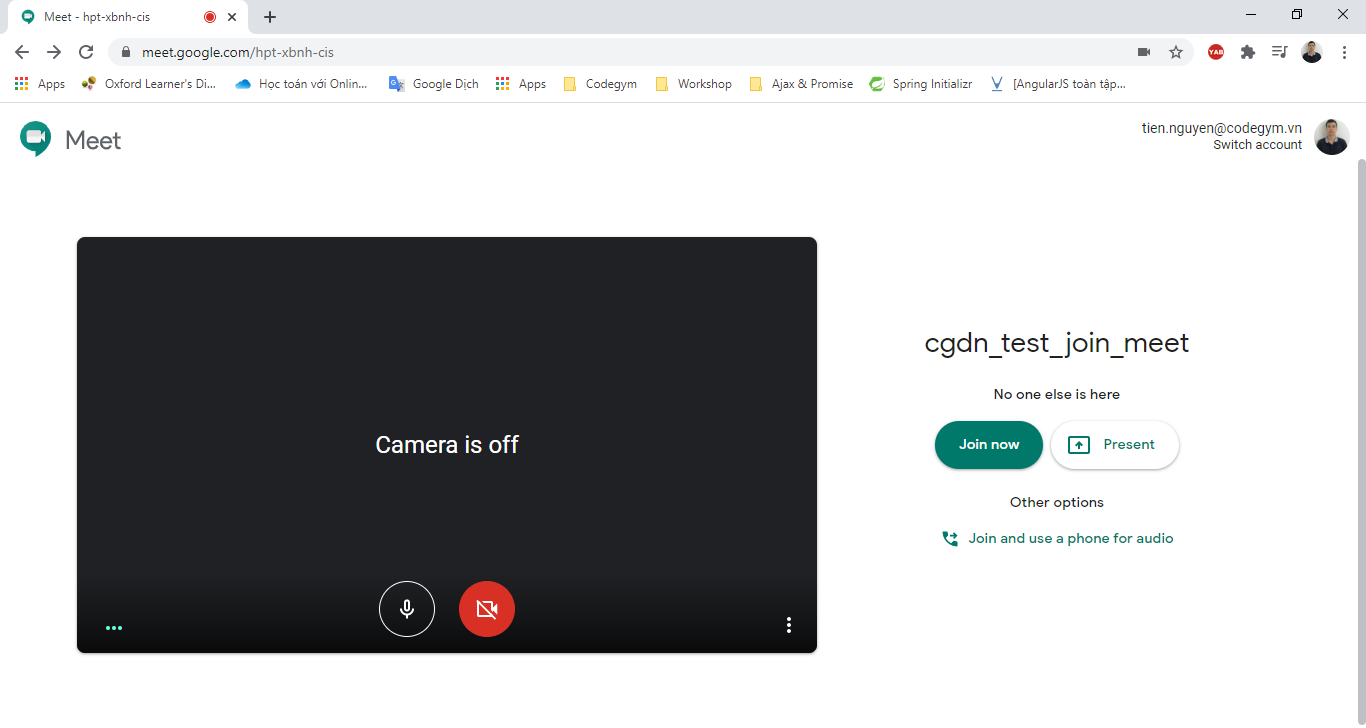 Meet - hpt-xbnh-cis
meet.google.com/hpt-xbnh-cis
YAB
Apps
Oxford Learner's Di...
Học toán với Onlin...
Google Dịch
Apps
Codegym
Workshop
Ajax & Promise
Spring Initializr
[AngularJS toàn tập...
Meet
tien.nguyen@codegym.vn
Switch account
Camera is off
cgdn_test_join_meet
No one else is here
Join now
Present
Other options
Join and use a phone for audio